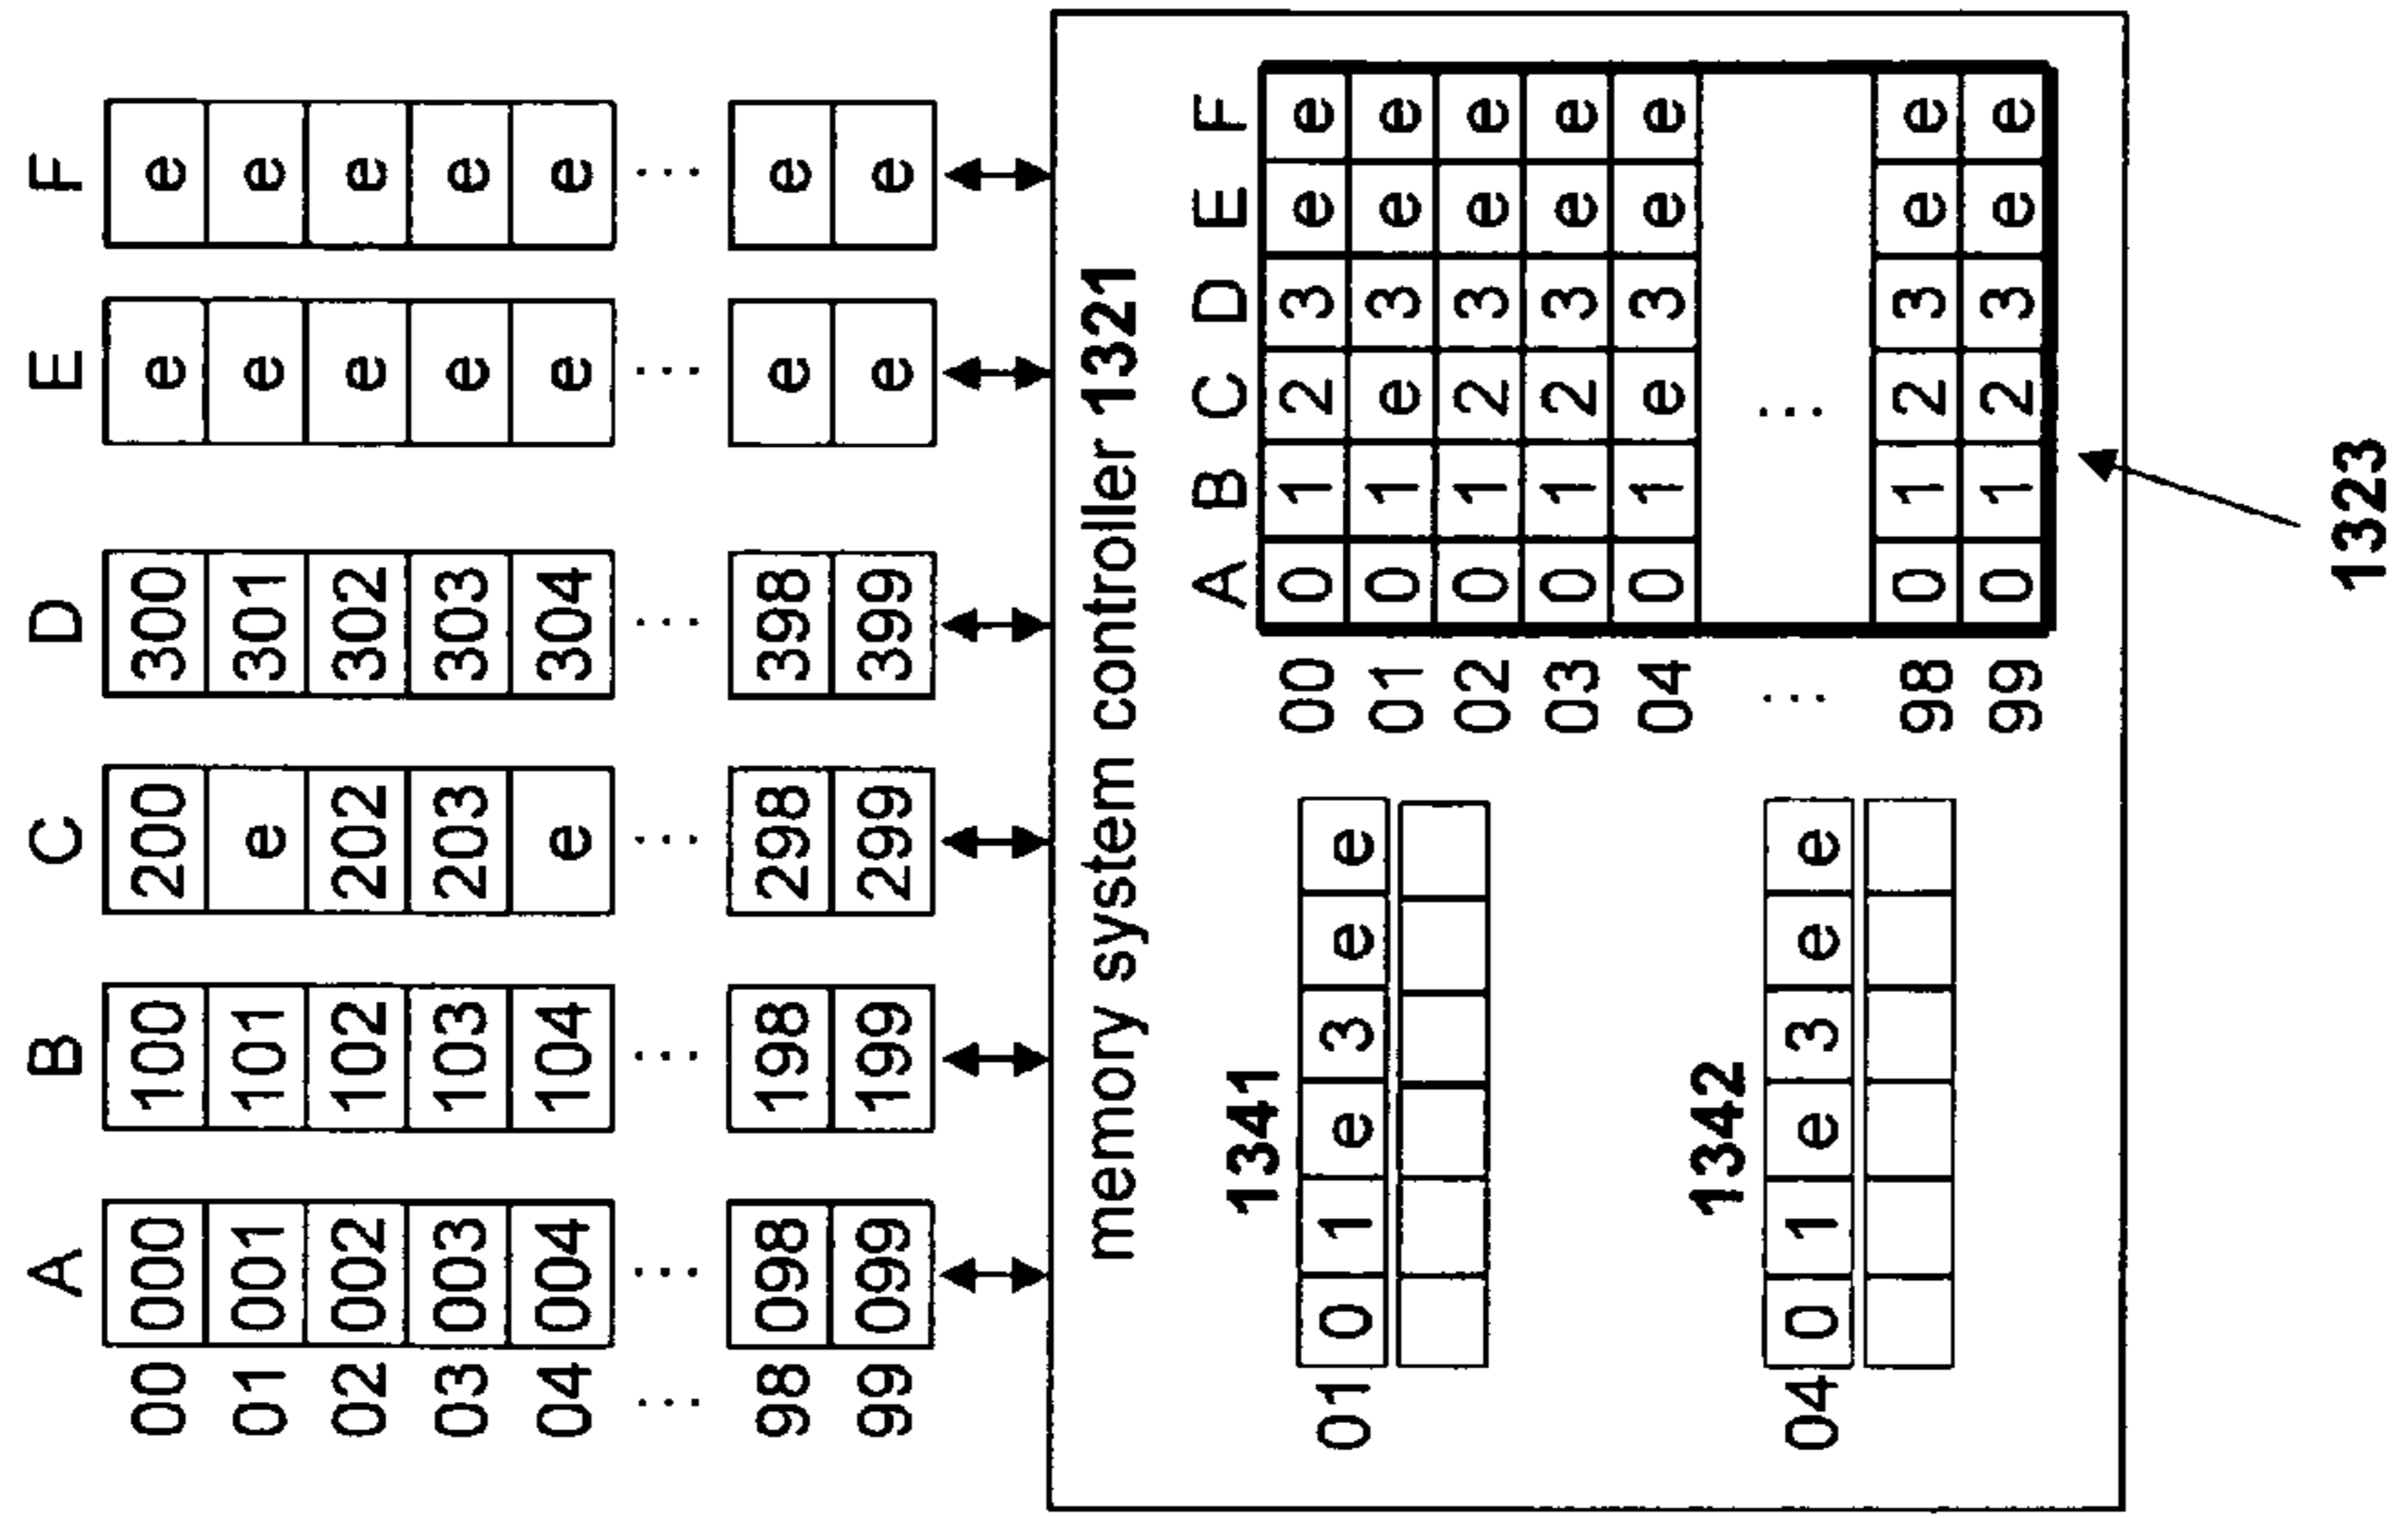 A B C D E F
00 000 100 200 300 e e
01 001 101 e 301 e e
02 002 102 202 302 e e
03 003 103 203 303 e e
04 004 104 e 304 e e
... ... ... ... ... ... ...
98 098 198 298 398 e e
99 099 199 299 399 e e
memory system controller 1321
1341
01 0 1 e 3 e e
1342
04 0 1 e 3 e e
A B C D E F
00 0 1 2 3 e e
01 0 1 e 3 e e
02 0 1 2 3 e e
03 0 1 2 3 e e
04 0 1 e 3 e e
... ...
98 0 1 2 3 e e
99 0 1 2 3 e e
1323